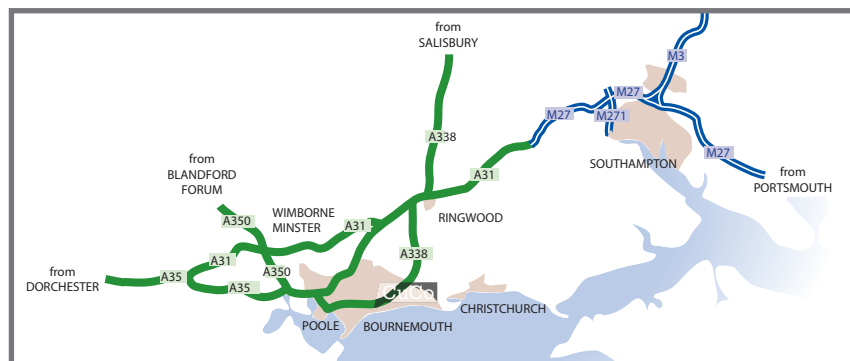 from
SALISBURY
M3
M27
M27
M271
A338
M27
SOUTHAMPTON
from
PORTSMOUTH
from
BLANDFORD
FORUM
A31
A350
WIMBORNE
MINSTER
A31
RINGWOOD
A31
A338
from
DORCHESTER
A35
A350
A35
CuCo
CHRISTCHURCH
POOLE
BOURNEMOUTH